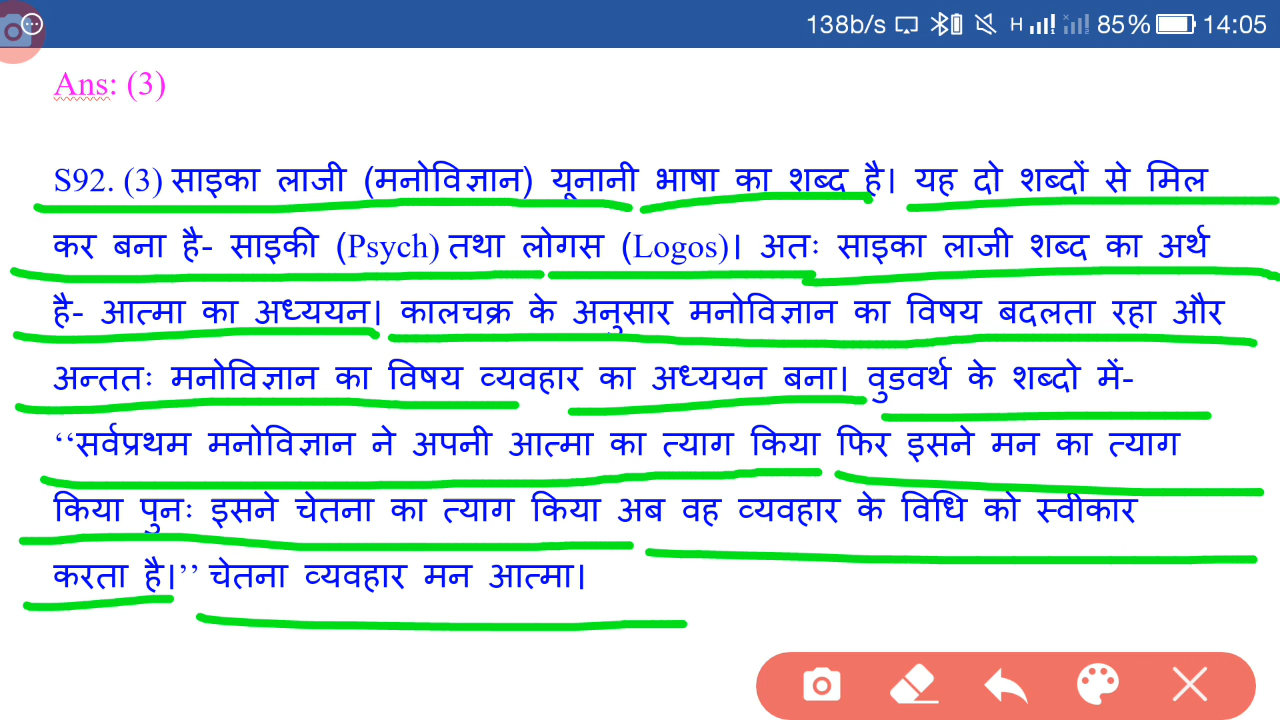 138b/s H 85% 14:05
Ans: (3)
S92. (3) साइका लाजी (मनोविज्ञान) यूनानी भाषा का शब्द है। यह दो शब्दों से मिल
कर बना है- साइकी (Psych) तथा लोगस (Logos)। अतः साइका लाजी शब्द का अर्थ
है- आत्मा का अध्ययन। कालचक्र के अनुसार मनोविज्ञान का विषय बदलता रहा और
अन्ततः मनोविज्ञान का विषय व्यवहार का अध्ययन बना। वुडवर्थ के शब्दो में-
‘‘सर्वप्रथम मनोविज्ञान ने अपनी आत्मा का त्याग किया फिर इसने मन का त्याग
किया पुनः इसने चेतना का त्याग किया अब वह व्यवहार के विधि को स्वीकार
करता है।’’ चेतना व्यवहार मन आत्मा।